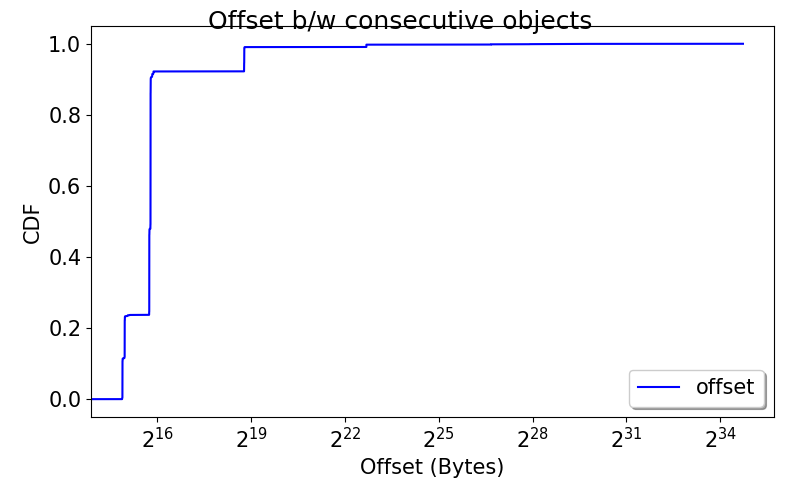 Offset b/w consecutive objects
1.0
0.8
0.6
0.4
0.2
0.0
CDF
offset
2^16 2^19 2^22 2^25 2^28 2^31 2^34
Offset (Bytes)